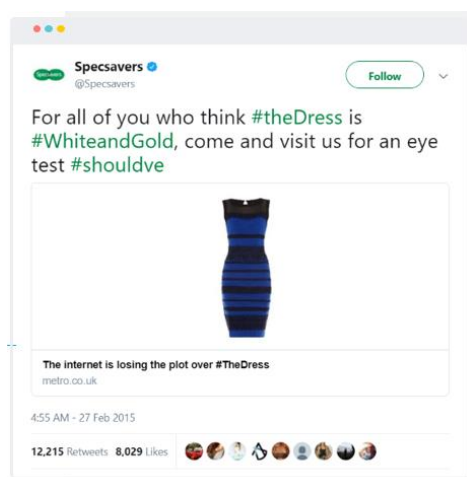 Specsavers
Specsavers
@Specsavers
Follow
For all of you who think #theDress is
#WhiteandGold, come and visit us for an eye
test #shouldve
The internet is losing the plot over #TheDress
metro.co.uk
4:55 AM - 27 Feb 2015
12,215 Retweets 8,029 Likes